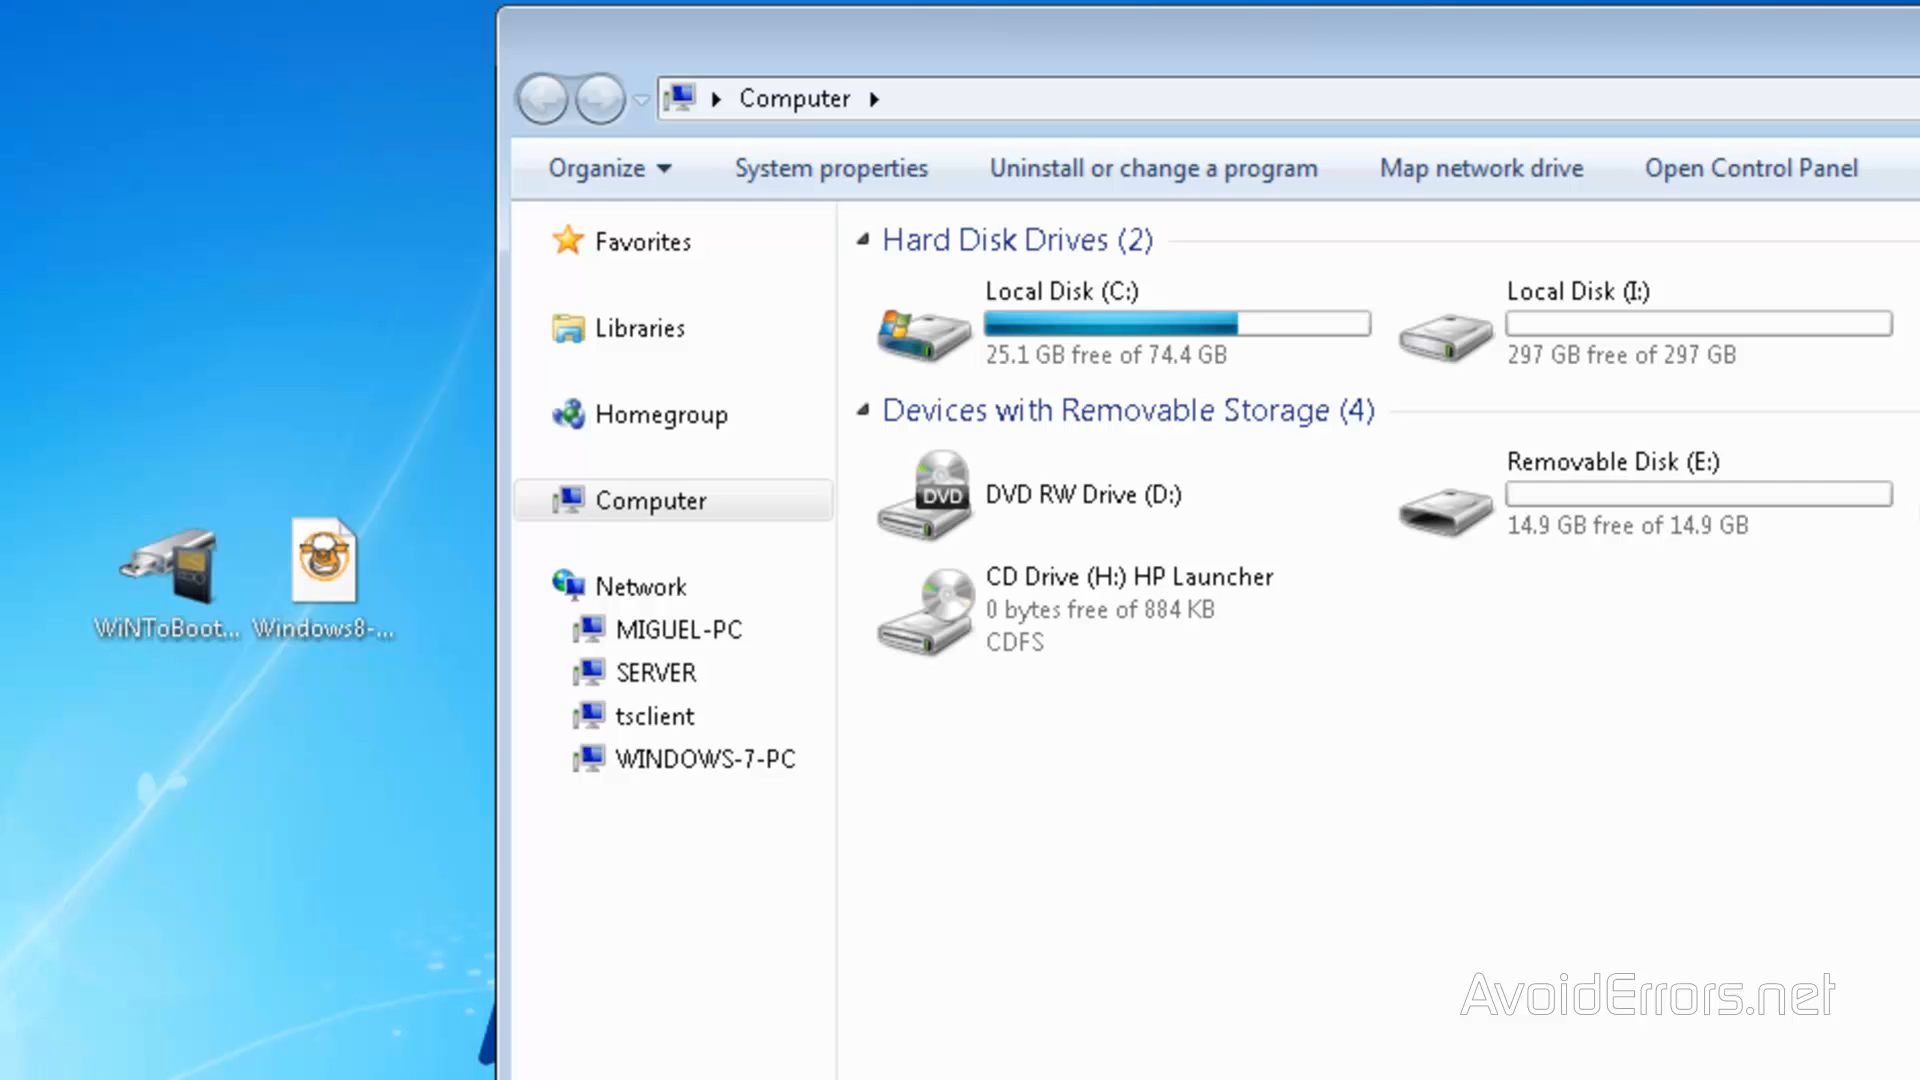 Computer
Organize
System properties
Uninstall or change a program
Map network drive
Open Control Panel
Favorites
Libraries
Homegroup
Computer
Network
MIGUEL-PC
SERVER
tsclient
WINDOWS-7-PC
Hard Disk Drives (2)
Local Disk (C:)
25.1 GB free of 74.4 GB
Local Disk (I:)
297 GB free of 297 GB
Devices with Removable Storage (4)
DVD
DVD RW Drive (D:)
Removable Disk (E:)
14.9 GB free of 14.9 GB
CD Drive (H:) HP Launcher
0 bytes free of 884 KB
CDFS
WiNToBoot...
Windows8-...
AvoidErrors.net